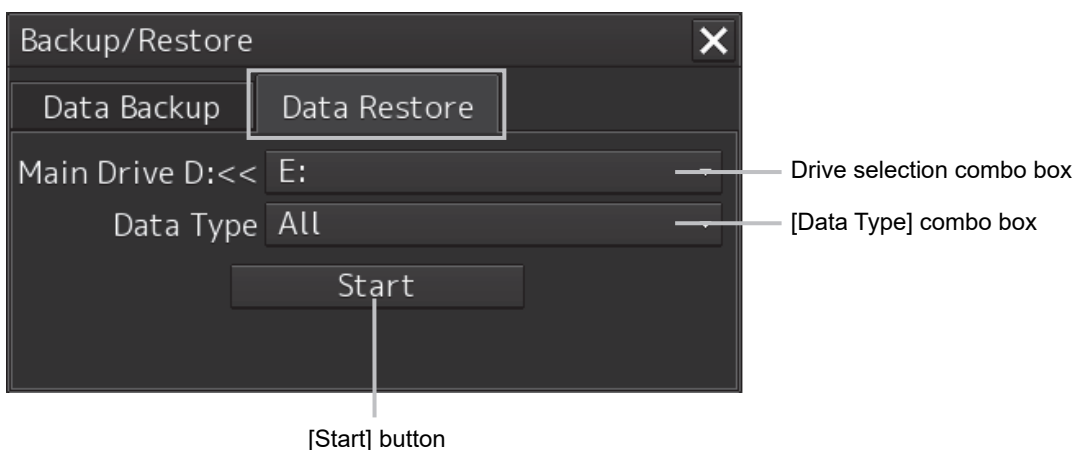 Backup/Restore
Data Backup Data Restore
Main Drive D:<< E: Drive selection combo box
Data Type All [Data Type] combo box
Start
[Start] button